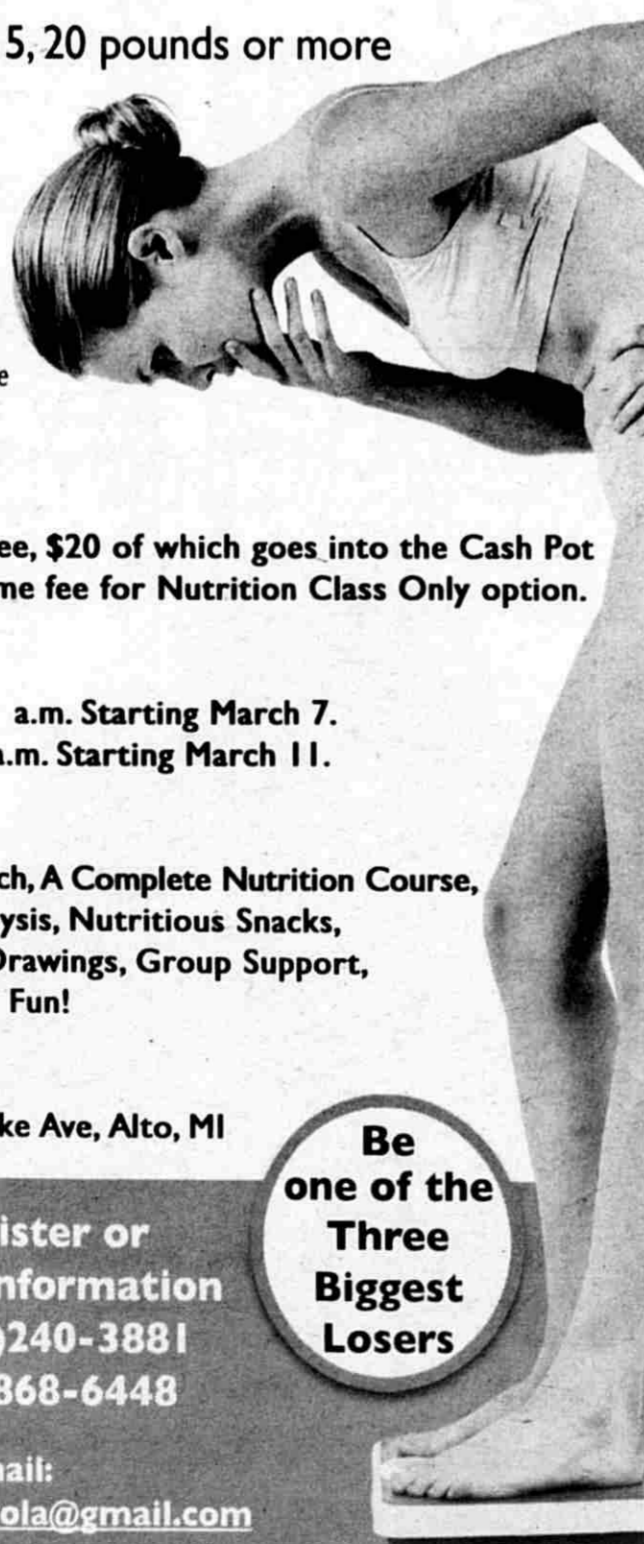 5, 20 pounds or more
e
ee, $20 of which goes into the Cash Pot
me fee for Nutrition Class Only option.
a.m. Starting March 7.
a.m. Starting March 11.
ch, A Complete Nutrition Course,
ysis, Nutritious Snacks,
Drawings, Group Support,
Fun!
ke Ave, Alto, MI
Be
one of the
Three
Biggest
Losers
ister or
nformation
)240-3881
868-6448
nail:
ola@gmail.com